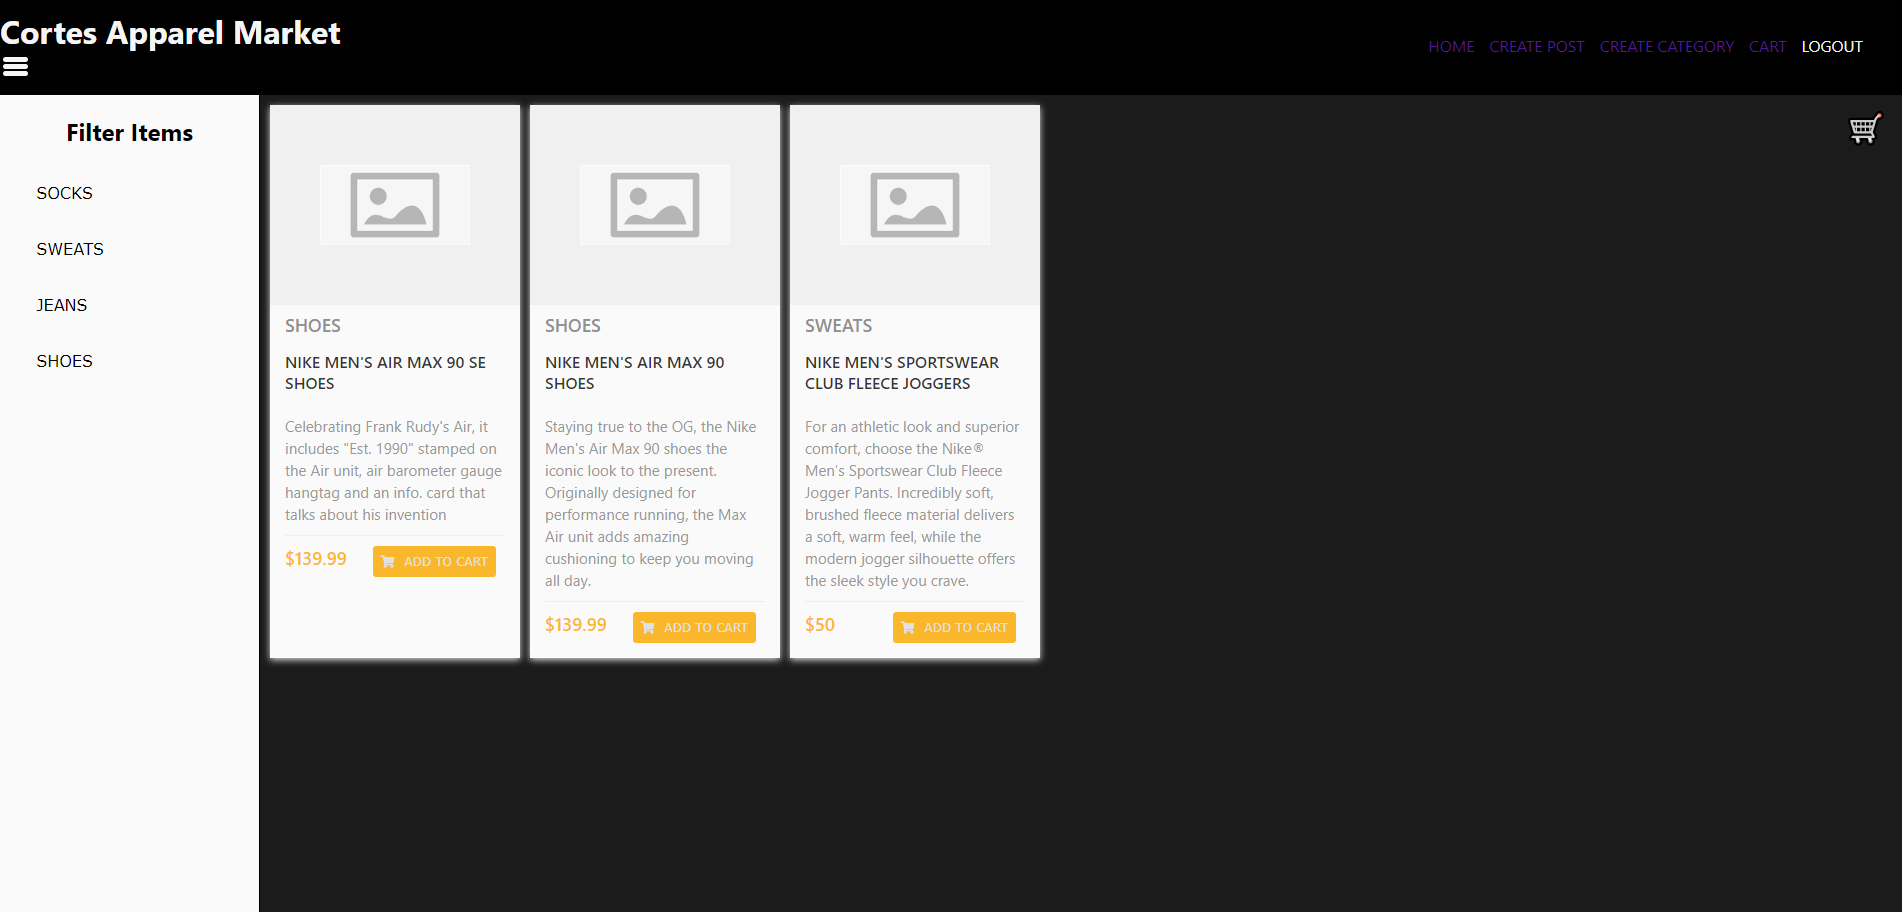 Cortes Apparel Market
HOME CREATE POST CREATE CATEGORY CART LOGOUT
Filter Items
SOCKS
SWEATS
JEANS
SHOES
SHOES
NIKE MEN'S AIR MAX 90 SE
SHOES
Celebrating Frank Rudy's Air, it
includes "Est. 1990" stamped on
the Air unit, air barometer gauge
hangtag and an info. card that
talks about his invention
$139.99 ADD TO CART
SHOES
NIKE MEN'S AIR MAX 90
SHOES
Staying true to the OG, the Nike
Men's Air Max 90 shoes the
iconic look to the present.
Originally designed for
performance running, the Max
Air unit adds amazing
cushioning to keep you moving
all day.
$139.99 ADD TO CART
SWEATS
NIKE MEN'S SPORTSWEAR
CLUB FLEECE JOGGERS
For an athletic look and superior
comfort, choose the Nike®
Men’s Sportswear Club Fleece
Jogger Pants. Incredibly soft,
brushed fleece material delivers
a soft, warm feel, while the
modern jogger silhouette offers
the sleek style you crave.
$50 ADD TO CART